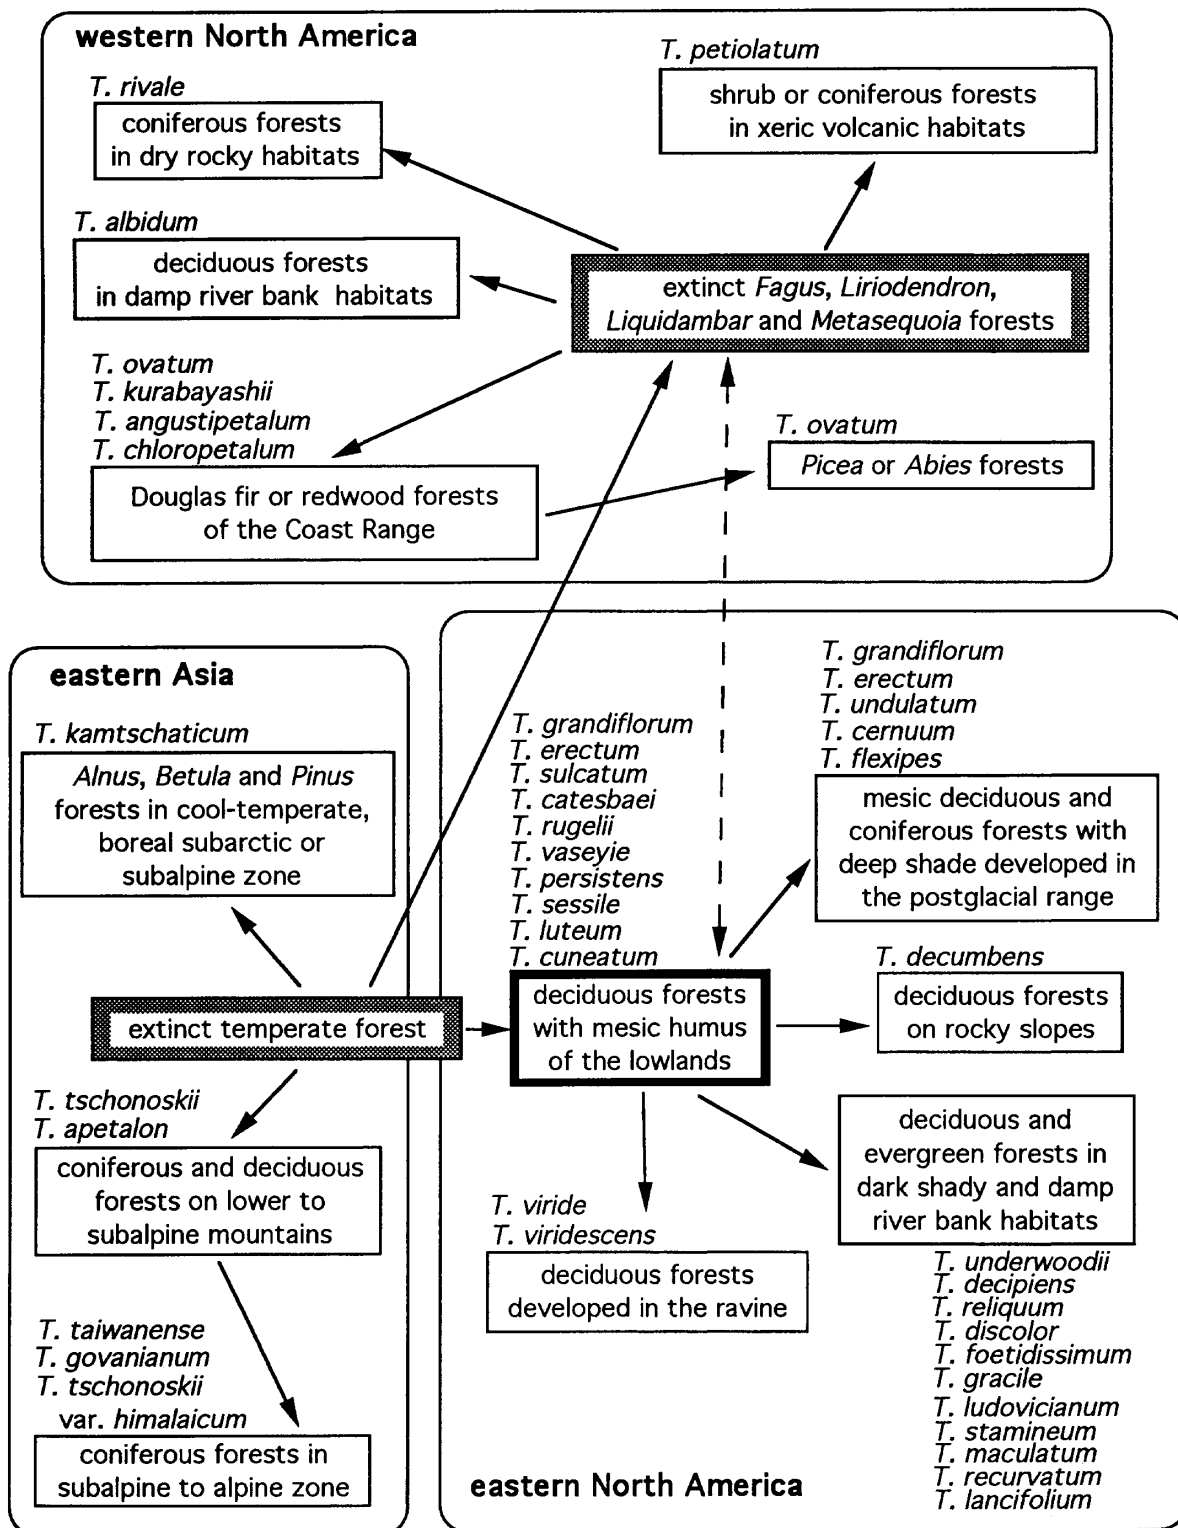 western North America
T. rivale
coniferous forests
in dry rocky habitats
T. petiolatum
shrub or coniferous forests
in xeric volcanic habitats
T. albidum
deciduous forests
in damp river bank habitats
extinct Fagus, Liriodendron,
Liquidambar and Metasequoia forests
T. ovatum
T. kurabayashii
T. angustipetalum
T. chloropetalum
Douglas fir or redwood forests
of the Coast Range
T. ovatum
Picea or Abies forests
eastern Asia
T. kamtschaticum
Alnus, Betula and Pinus
forests in cool-temperate,
boreal subarctic or
subalpine zone
extinct temperate forest
T. tschonoskii
T. apetalon
coniferous and deciduous
forests on lower to
subalpine mountains
T. taiwanense
T. govanianum
T. tschonoskii
var. himalaicum
coniferous forests in
subalpine to alpine zone
T. grandiflorum
T. erectum
T. sulcatum
T. catesbaei
T. rugelii
T. vaseyie
T. persistens
T. sessile
T. luteum
T. cuneatum
deciduous forests
with mesic humus
of the lowlands
T. grandiflorum
T. erectum
T. undulatum
T. cernuum
T. flexipes
mesic deciduous and
coniferous forests with
deep shade developed in
the postglacial range
T. decumbens
deciduous forests
on rocky slopes
deciduous and
evergreen forests in
dark shady and damp
river bank habitats
T. underwoodii
T. decipiens
T. reliquum
T. discolor
T. foetidissimum
T. gracile
T. ludovicianum
T. stamineum
T. maculatum
T. recurvatum
T. lancifolium
T. viride
T. viridescens
deciduous forests
developed in the ravine
eastern North America